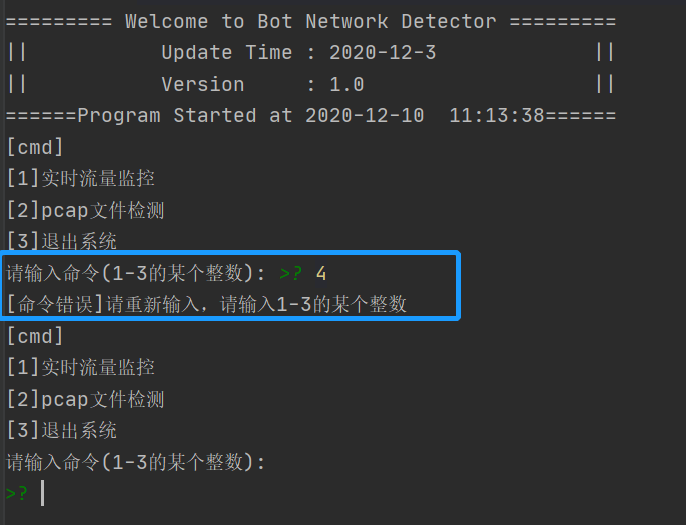 ========= Welcome to Bot Network Detector =========
||           Update Time : 2020-12-3             ||
||           Version     : 1.0                   ||
======Program Started at 2020-12-10  11:13:38======
[cmd]
[1]实时流量监控
[2]pcap文件检测
[3]退出系统
请输入命令(1-3的某个整数): >? 4
[命令错误]请重新输入，请输入1-3的某个整数
[cmd]
[1]实时流量监控
[2]pcap文件检测
[3]退出系统
请输入命令(1-3的某个整数):
>?